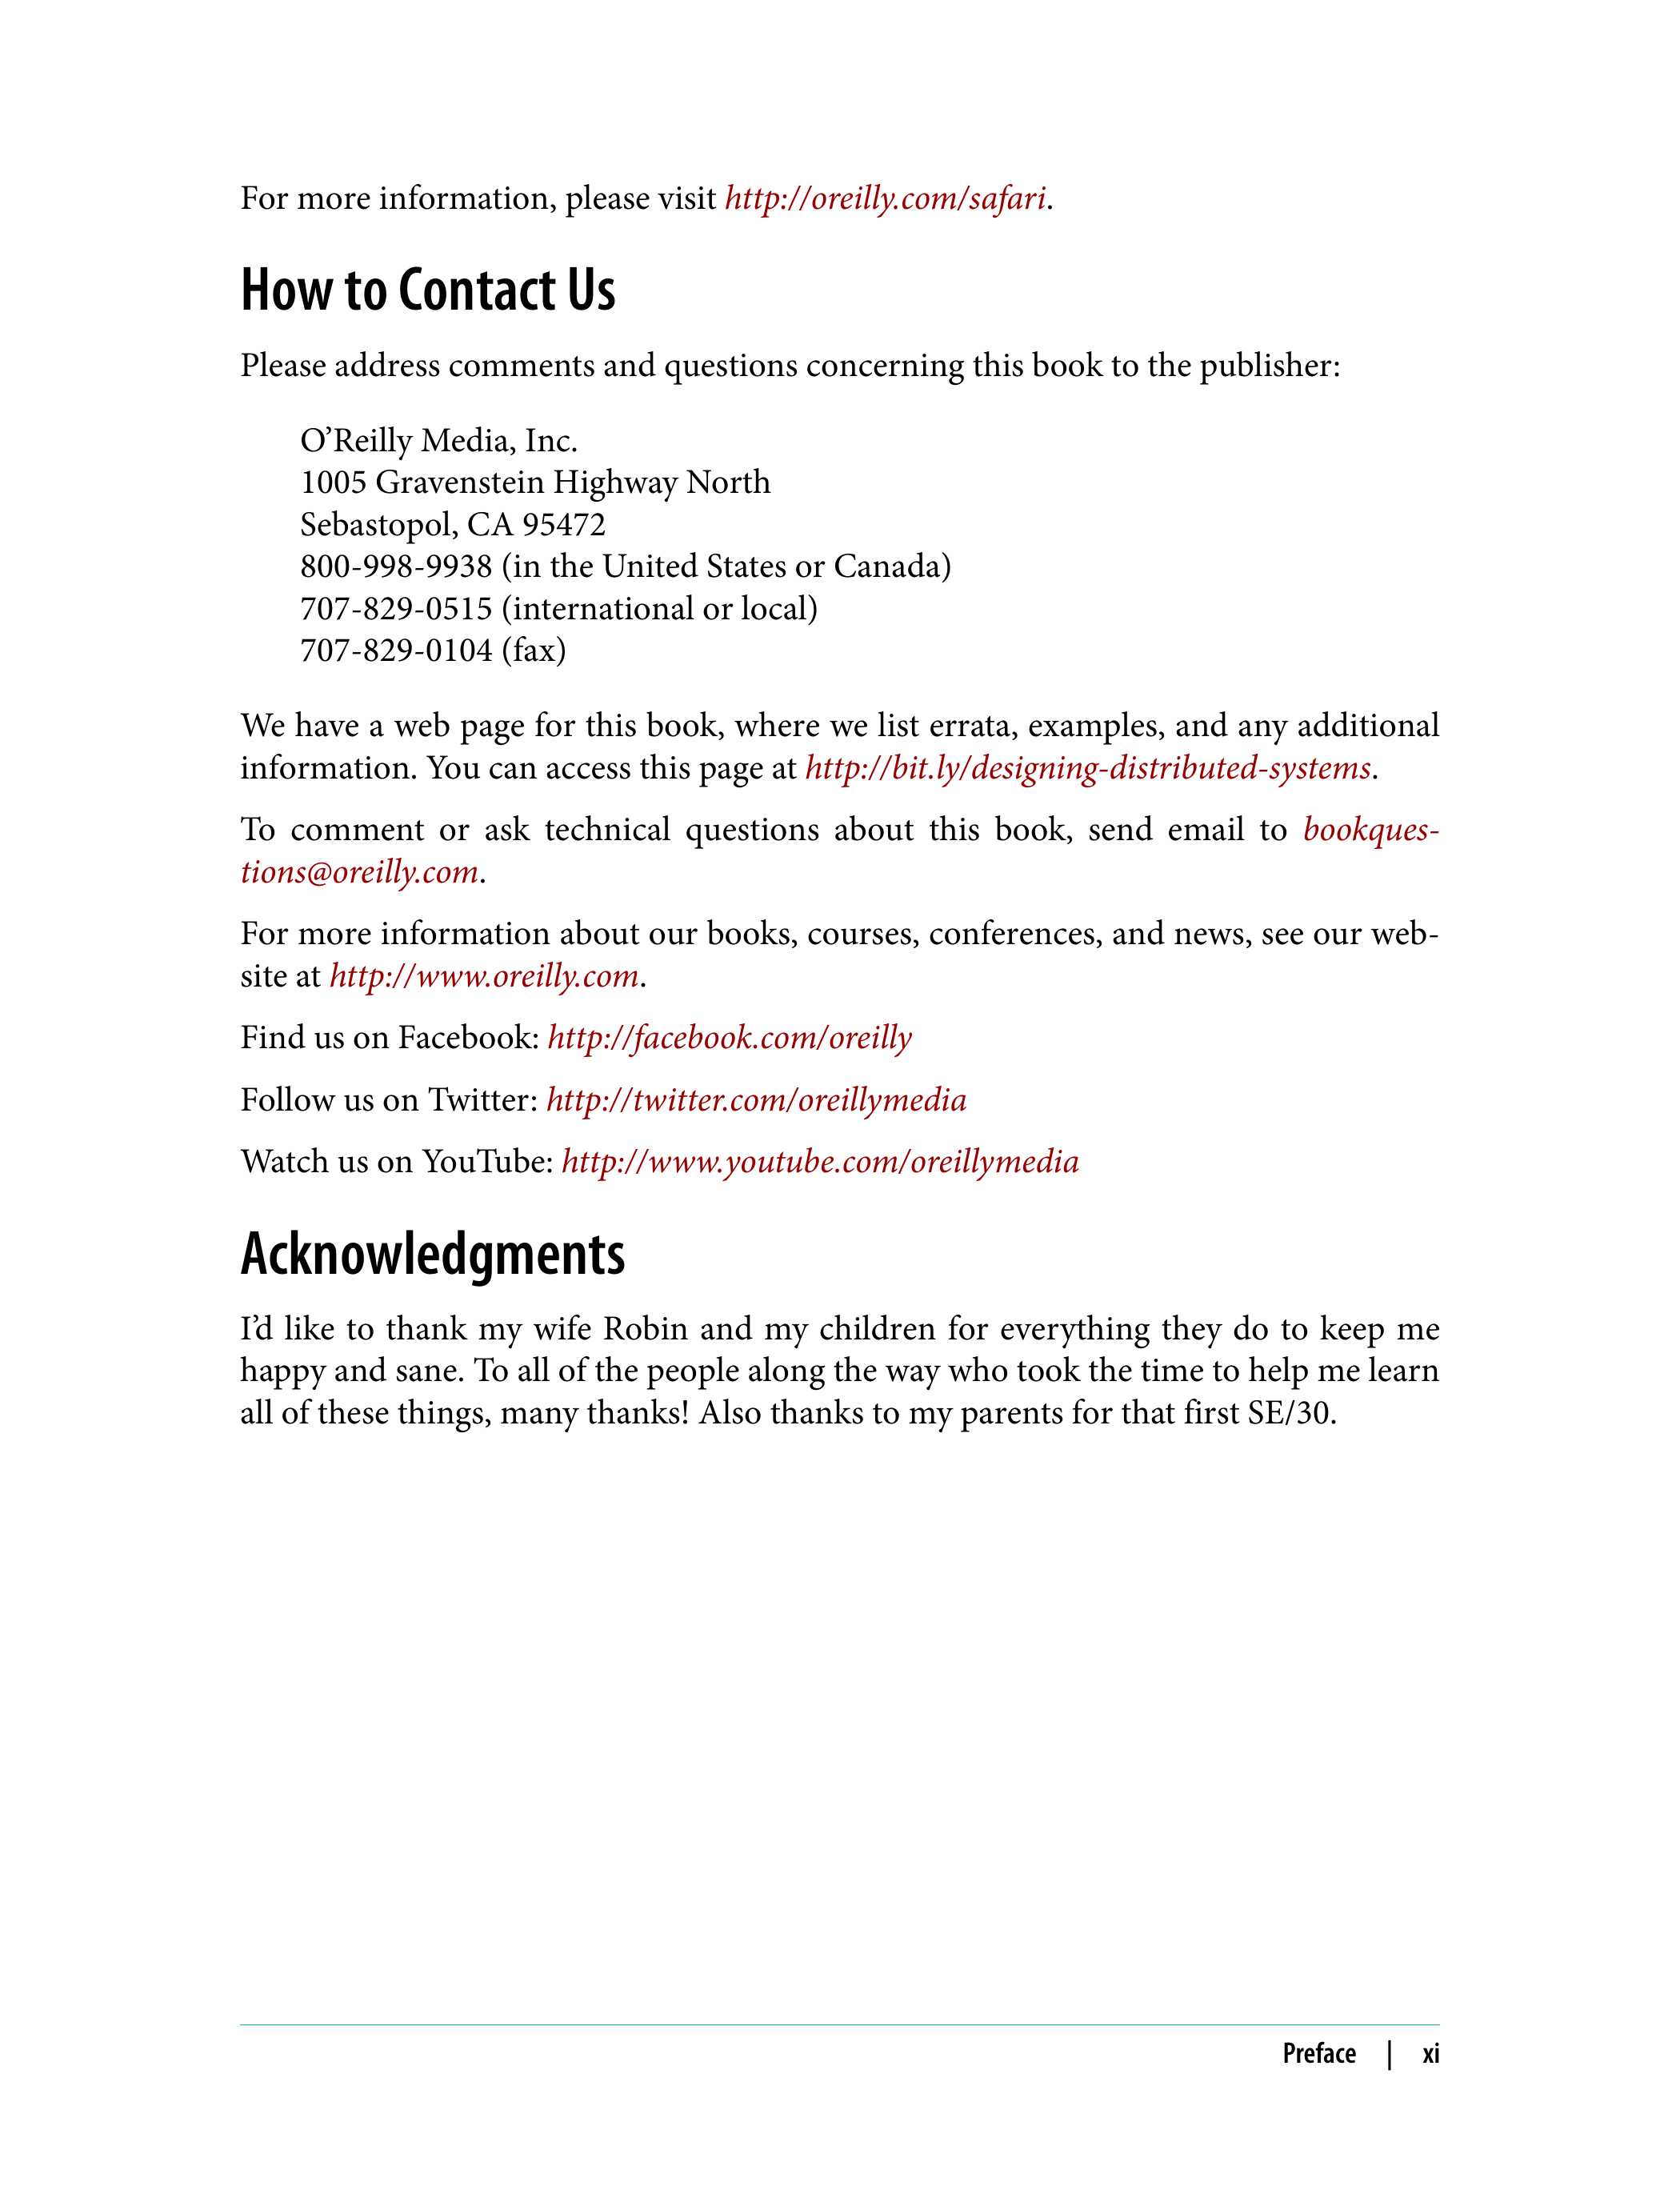 For more information, please visit http://oreilly.com/safari.
How to Contact Us
Please address comments and questions concerning this book to the publisher:
O’Reilly Media, Inc.
1005 Gravenstein Highway North
Sebastopol, CA 95472
800-998-9938 (in the United States or Canada)
707-829-0515 (international or local)
707-829-0104 (fax)
We have a web page for this book, where we list errata, examples, and any additional
information. You can access this page at http://bit.ly/designing-distributed-systems.
To comment or ask technical questions about this book, send email to bookques-
tions@oreilly.com.
For more information about our books, courses, conferences, and news, see our web-
site at http://www.oreilly.com.
Find us on Facebook: http://facebook.com/oreilly
Follow us on Twitter: http://twitter.com/oreillymedia
Watch us on YouTube: http://www.youtube.com/oreillymedia
Acknowledgments
I’d like to thank my wife Robin and my children for everything they do to keep me
happy and sane. To all of the people along the way who took the time to help me learn
all of these things, many thanks! Also thanks to my parents for that first SE/30.
Preface | xi